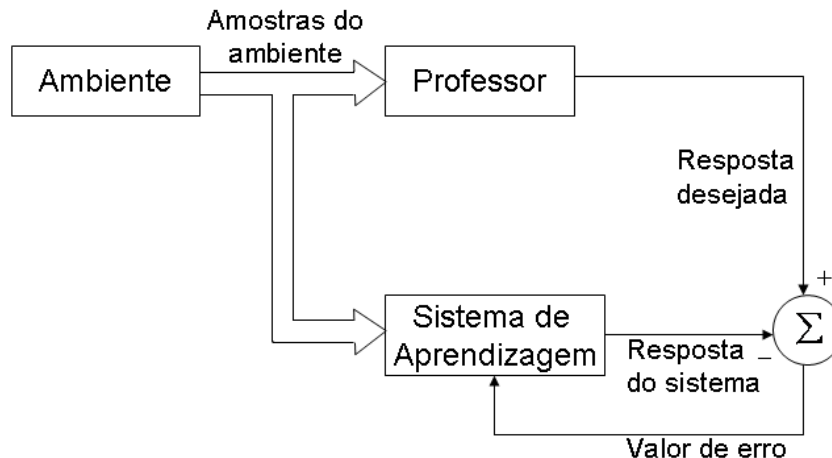 Amostras do
ambiente
Ambiente
Professor
Resposta
desejada
+
Sistema de
Aprendizagem
Resposta
do sistema
−
Σ
Valor de erro